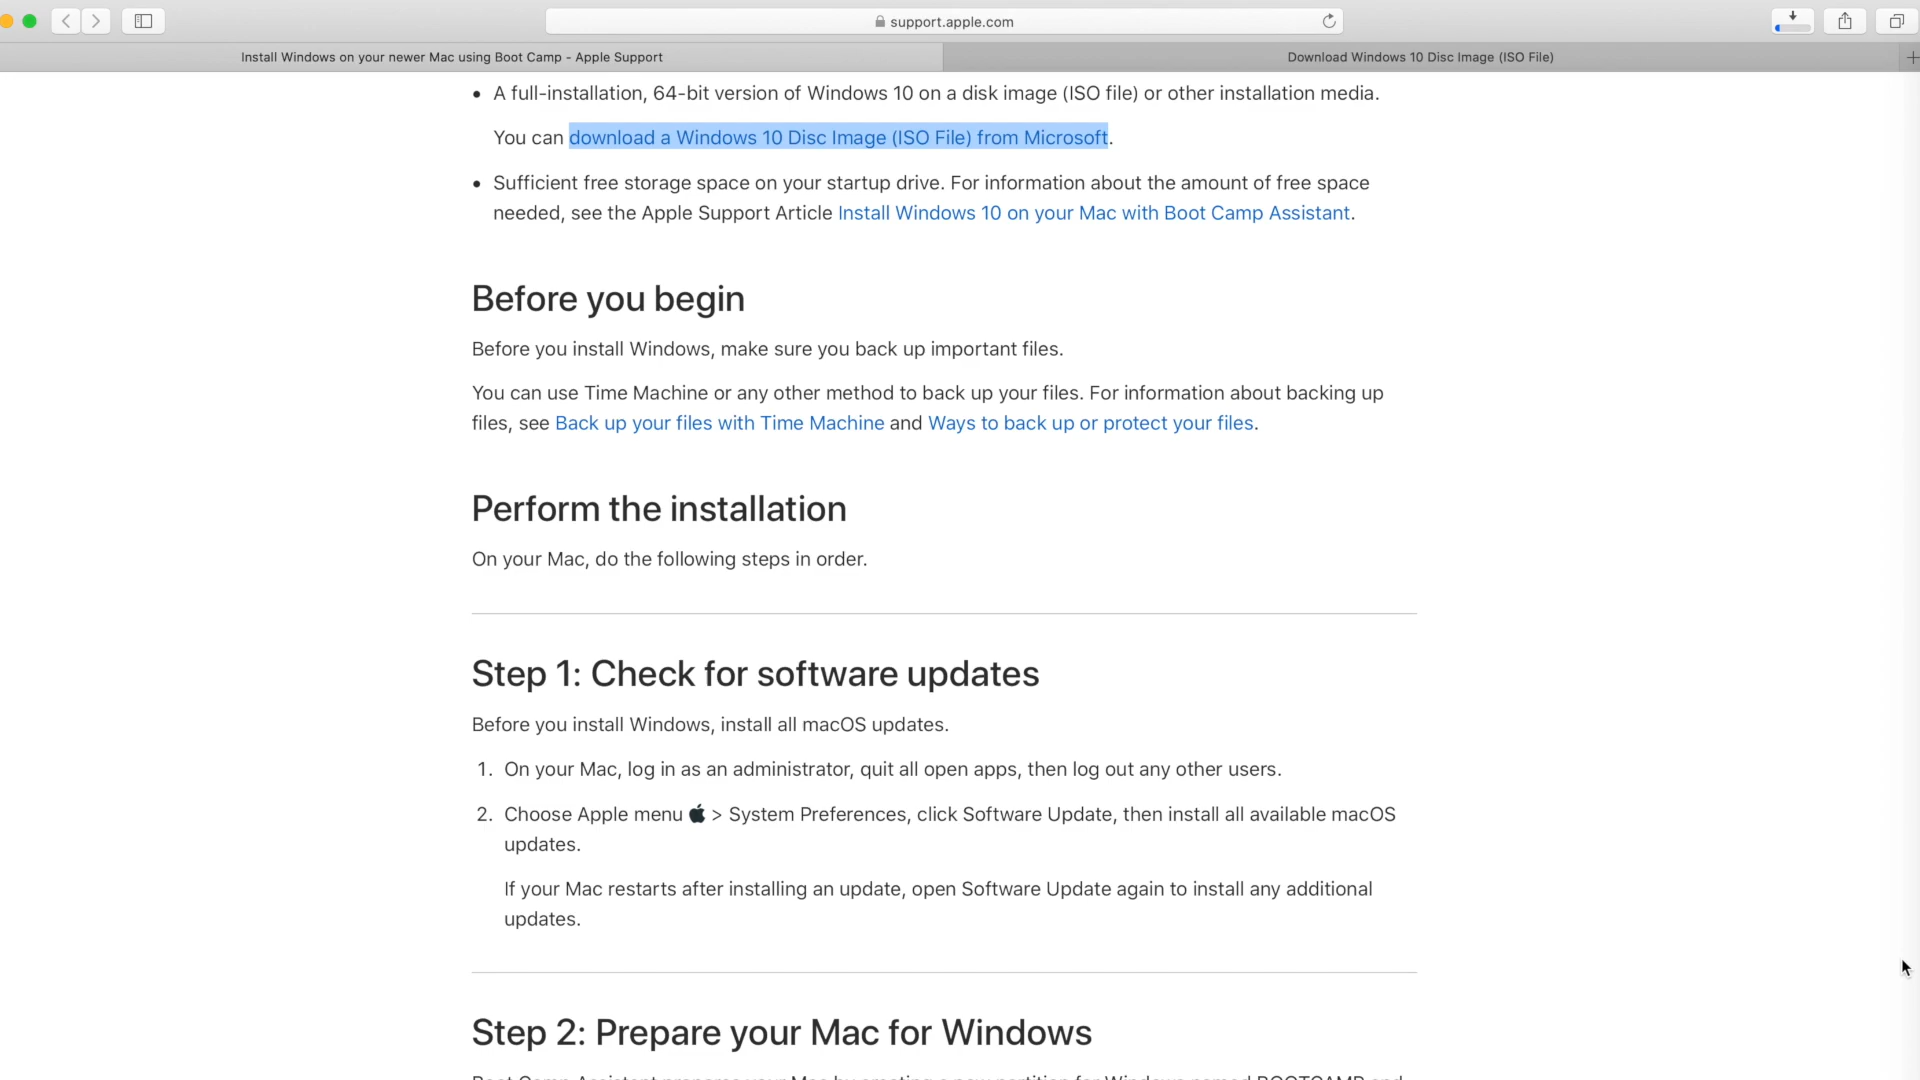 support.apple.com
Install Windows on your newer Mac using Boot Camp - Apple Support
Download Windows 10 Disc Image (ISO File)
• A full-installation, 64-bit version of Windows 10 on a disk image (ISO file) or other installation media.
You can download a Windows 10 Disc Image (ISO File) from Microsoft.
• Sufficient free storage space on your startup drive. For information about the amount of free space
needed, see the Apple Support Article Install Windows 10 on your Mac with Boot Camp Assistant.
Before you begin
Before you install Windows, make sure you back up important files.
You can use Time Machine or any other method to back up your files. For information about backing up
files, see Back up your files with Time Machine and Ways to back up or protect your files.
Perform the installation
On your Mac, do the following steps in order.
Step 1: Check for software updates
Before you install Windows, install all macOS updates.
1. On your Mac, log in as an administrator, quit all open apps, then log out any other users.
2. Choose Apple menu > System Preferences, click Software Update, then install all available macOS
updates.
If your Mac restarts after installing an update, open Software Update again to install any additional
updates.
Step 2: Prepare your Mac for Windows
Boot Camp Assistant prepares your Mac by creating a new partition for Windows named BOOTCAMP and